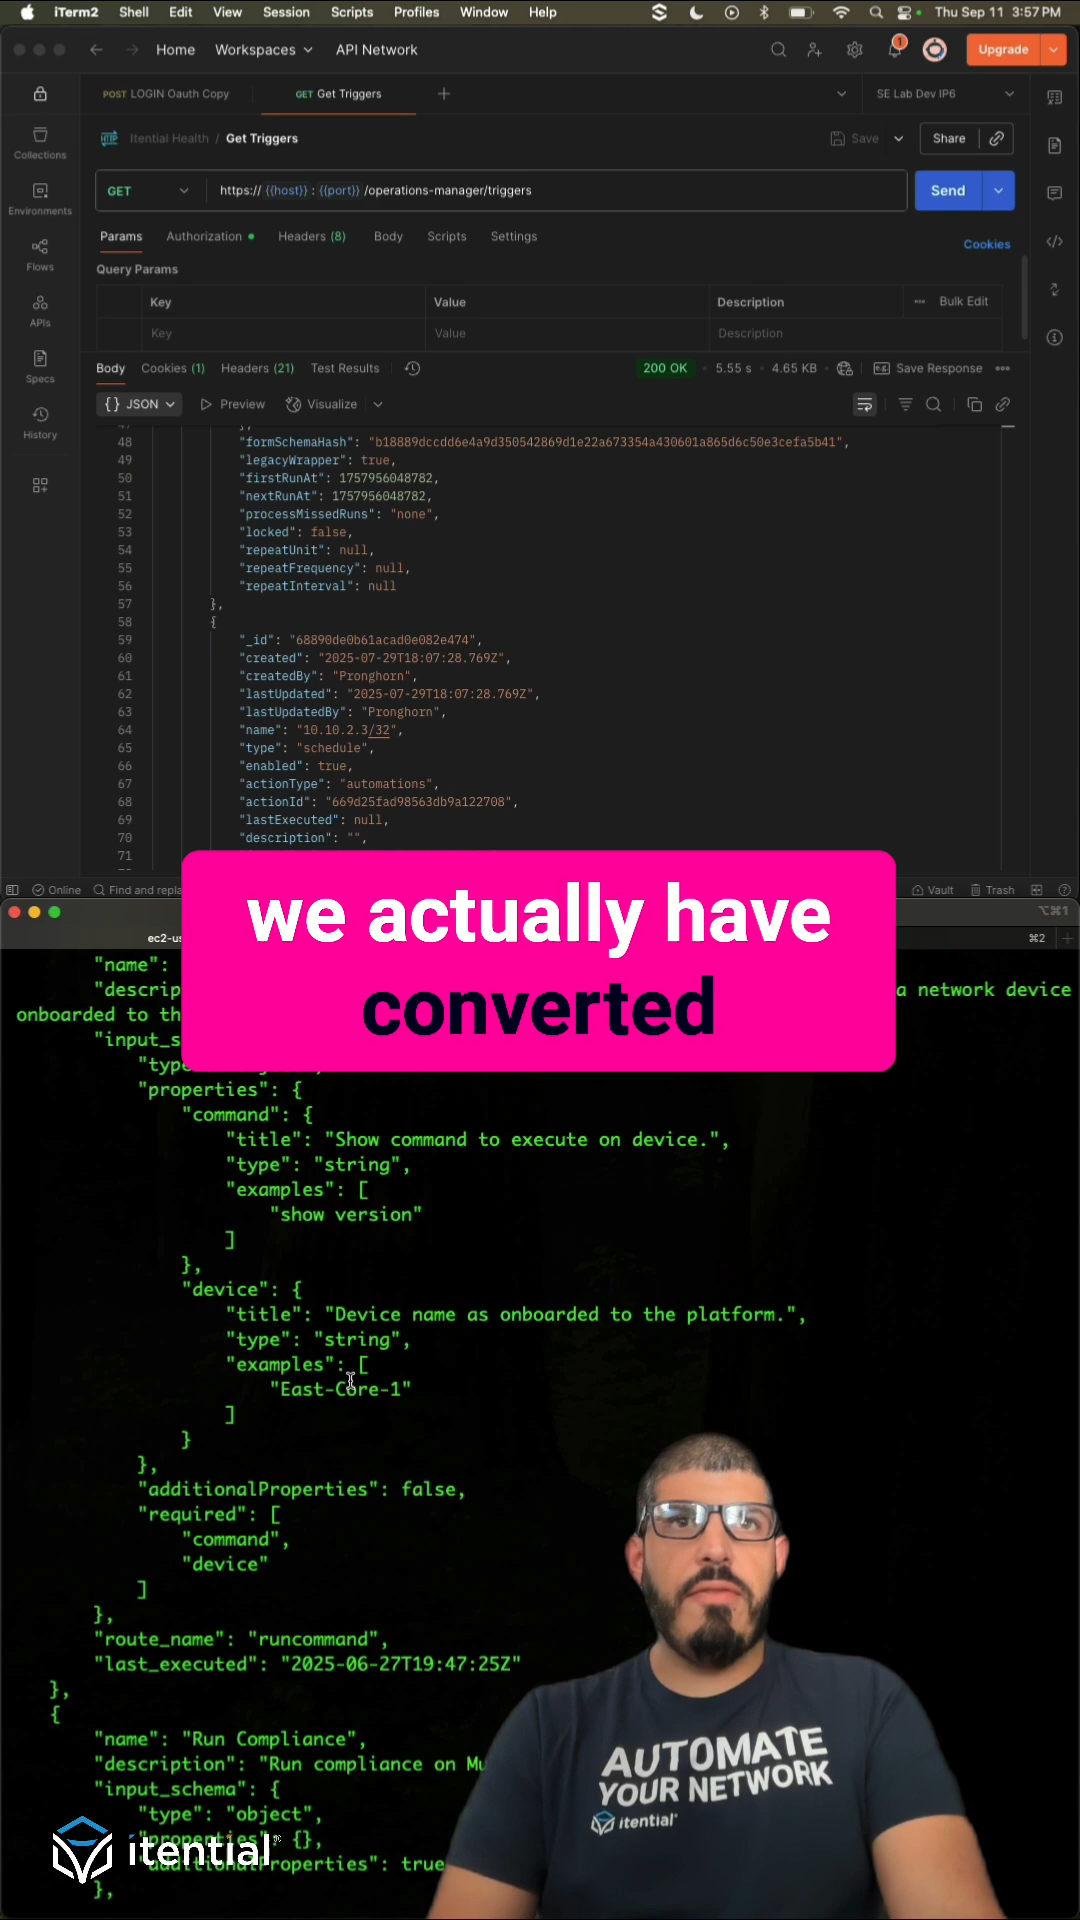 iTerm2 Shell Edit View Session Scripts Profiles Window Help Thu Sep 11 3:57 PM
Home Workspaces API Network 1 Upgrade
POST LOGIN Oauth Copy GET Get Triggers SE Lab Dev IP6
Collections
HTTP Itential Health / Get Triggers Save Share
Environments
GET https:// {{host}} : {{port}} /operations-manager/triggers Send
Flows
Params Authorization Headers (8) Body Scripts Settings Cookies
Query Params
APIs
Key Value Description Bulk Edit
Key Value Description
Specs
Body Cookies (1) Headers (21) Test Results 200 OK 5.55 s 4.65 KB Save Response
History
{} JSON Preview Visualize
47 },
48 "formSchemaHash": "b18889dccdd6e4a9d350542869d1e22a673354a430601a865d6c50e3cefa5b41",
49 "legacyWrapper": true,
50 "firstRunAt": 1757956048782,
51 "nextRunAt": 1757956048782,
52 "processMissedRuns": "none",
53 "locked": false,
54 "repeatUnit": null,
55 "repeatFrequency": null,
56 "repeatInterval": null
57 },
58 {
59 "_id": "68890de0b61acad0e082e474",
60 "created": "2025-07-29T18:07:28.769Z",
61 "createdBy": "Pronghorn",
62 "lastUpdated": "2025-07-29T18:07:28.769Z",
63 "lastUpdatedBy": "Pronghorn",
64 "name": "10.10.2.3/32",
65 "type": "schedule",
66 "enabled": true,
67 "actionType": "automations",
68 "actionId": "669d25fad98563db9a122708",
69 "lastExecuted": null,
70 "description": "",
71
Online Find and repla Vault Trash
we actually have
converted
⌥⌘1
ec2-us ⌘2
"name":
"descrip a network device
onboarded to th
"input_s
"type
"properties": {
"command": {
"title": "Show command to execute on device.",
"type": "string",
"examples": [
"show version"
]
},
"device": {
"title": "Device name as onboarded to the platform.",
"type": "string",
"examples": [
"East-Core-1"
]
}
},
"additionalProperties": false,
"required": [
"command",
"device"
]
},
"route_name": "runcommand",
"last_executed": "2025-06-27T19:47:25Z"
},
{
"name": "Run Compliance",
"description": "Run compliance on Mu
"input_schema": {
"type": "object",
"properties": {},
"additionalProperties": true
},
itential
AUTOMATE
YOUR NETWORK
itential